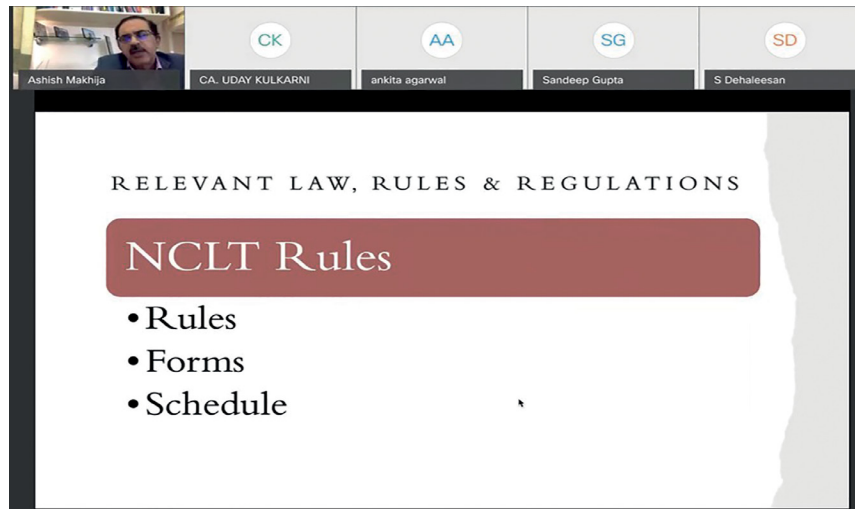 CK
AA
SG
SD
Ashish Makhija
CA. UDAY KULKARNI
ankita agarwal
Sandeep Gupta
S Dehaleesan
RELEVANT LAW, RULES & REGULATIONS
NCLT Rules
•Rules
•Forms
•Schedule